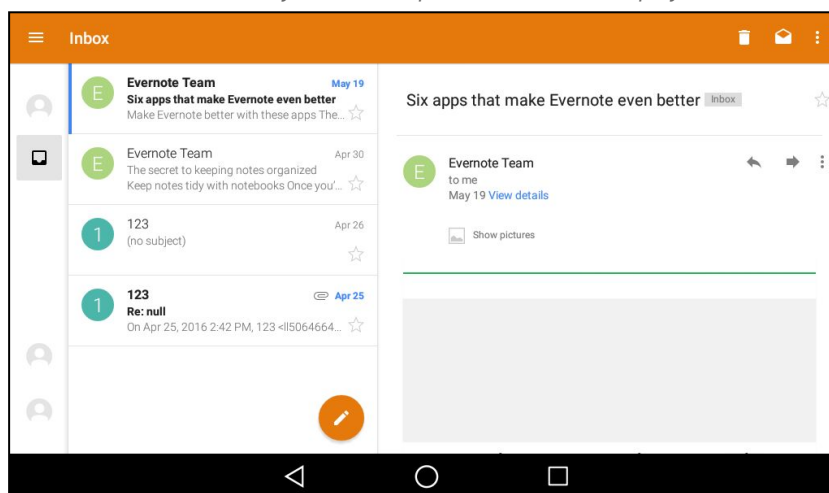 Inbox
E
Evernote Team May 19
Six apps that make Evernote even better
Make Evernote better with these apps The...
E
Evernote Team Apr 30
The secret to keeping notes organized
Keep notes tidy with notebooks Once you'...
1
123 Apr 26
(no subject)
1
123 Apr 25
Re: null
On Apr 25, 2016 2:42 PM, 123 <ll5064664...
Six apps that make Evernote even better Inbox
E
Evernote Team
to me
May 19 View details
Show pictures